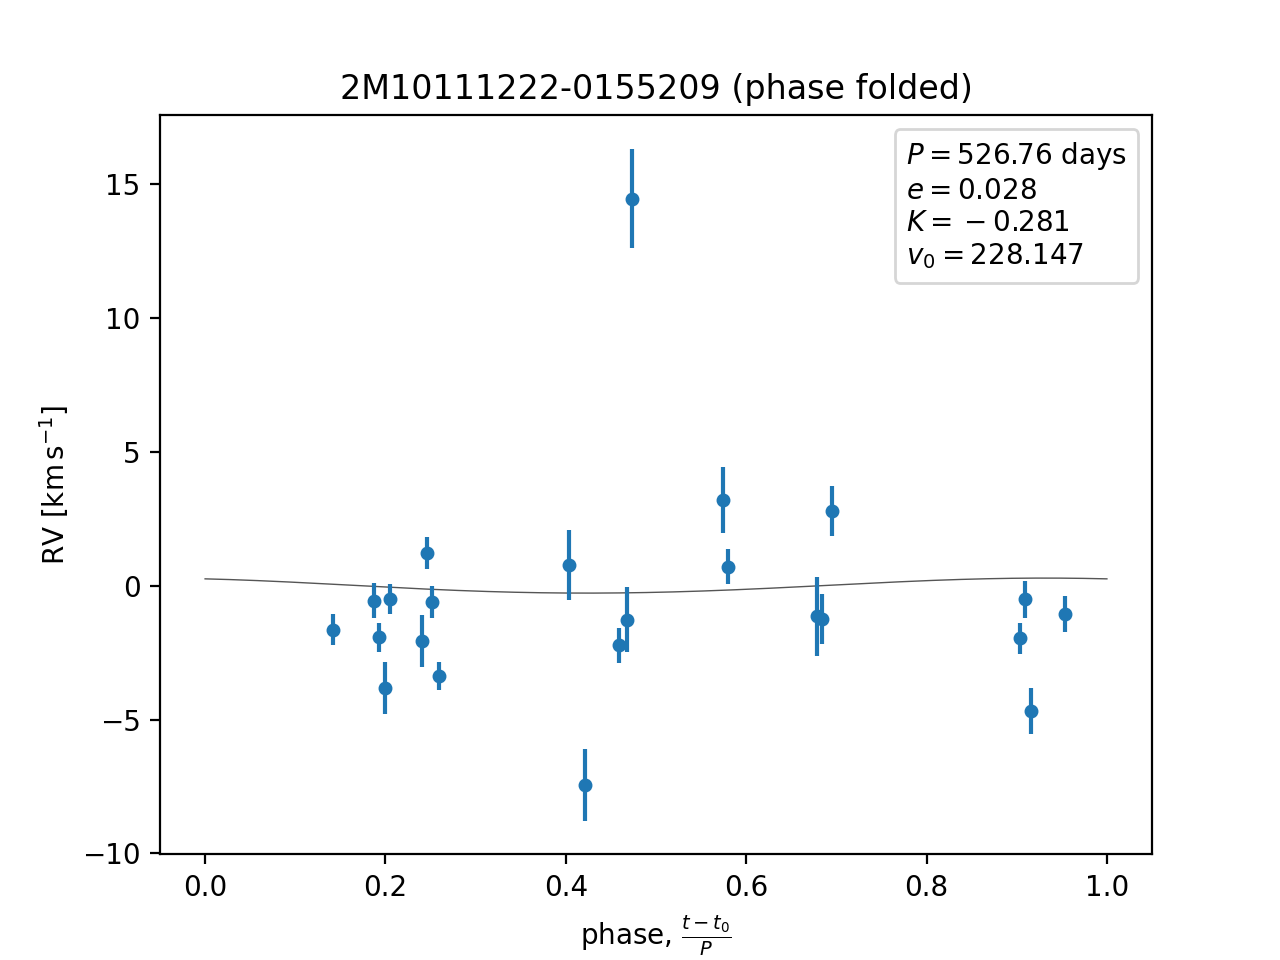 2M10111222-0155209 (phase folded)
P = 526.76 days
e = 0.028
K = −0.281
v₀ = 228.147
15
10
5
0
−5
−10
RV [km s⁻¹]
0.0 0.2 0.4 0.6 0.8 1.0
phase, (t − t₀)/P